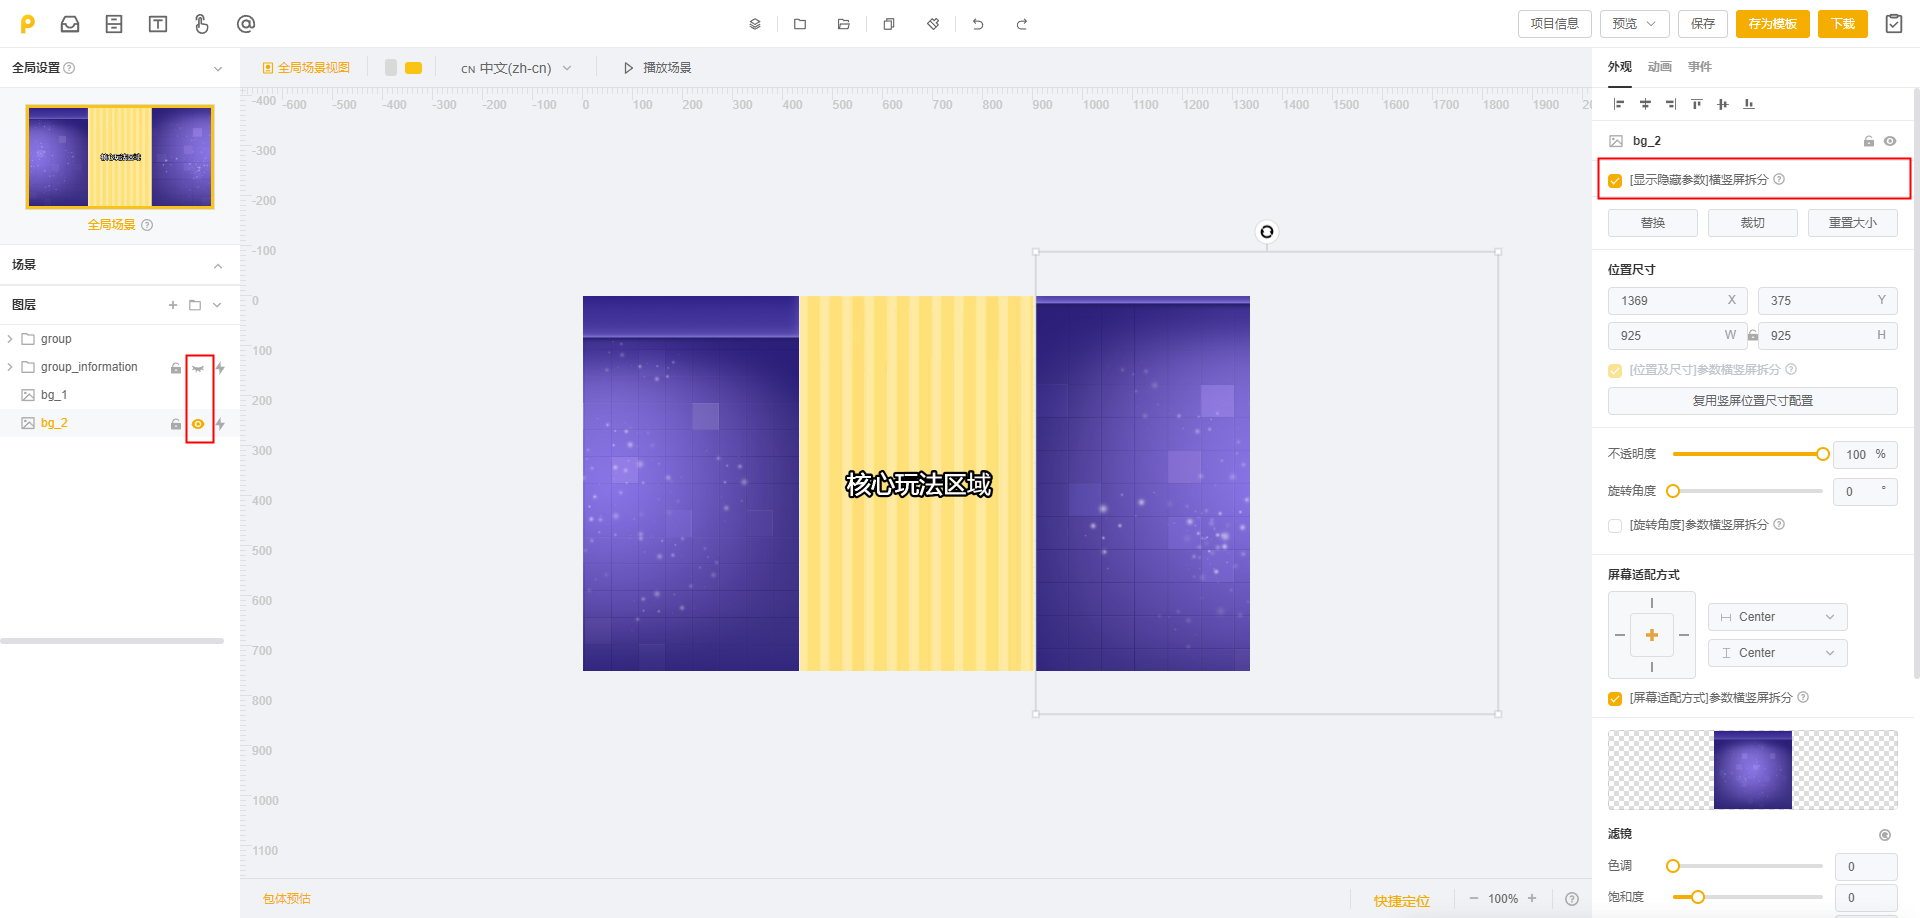 项目信息
预览
保存
存为模板
下载
全局设置
全局场景视图
CN 中文(zh-cn)
播放场景
外观
动画
事件
-600 -500 -400 -300 -200 -100 0 100 200 300 400 500 600 700 800 900 1000 1100 1200 1300 1400 1500 1600 1700 1800 1900
-400
-300
-200
-100
0
100
200
300
400
500
600
700
800
900
1000
1100
核心玩法区域
全局场景
场景
图层
group
group_information
bg_1
bg_2
核心玩法区域
包体预估
快捷定位
100%
bg_2
[显示隐藏参数]横竖屏拆分
替换
裁切
重置大小
位置尺寸
1369 X
375 Y
925 W
925 H
[位置及尺寸]参数横竖屏拆分
复用竖屏位置尺寸配置
不透明度
100 %
旋转角度
0 °
[旋转角度]参数横竖屏拆分
屏幕适配方式
Center
Center
[屏幕适配方式]参数横竖屏拆分
滤镜
色调
0
饱和度
0